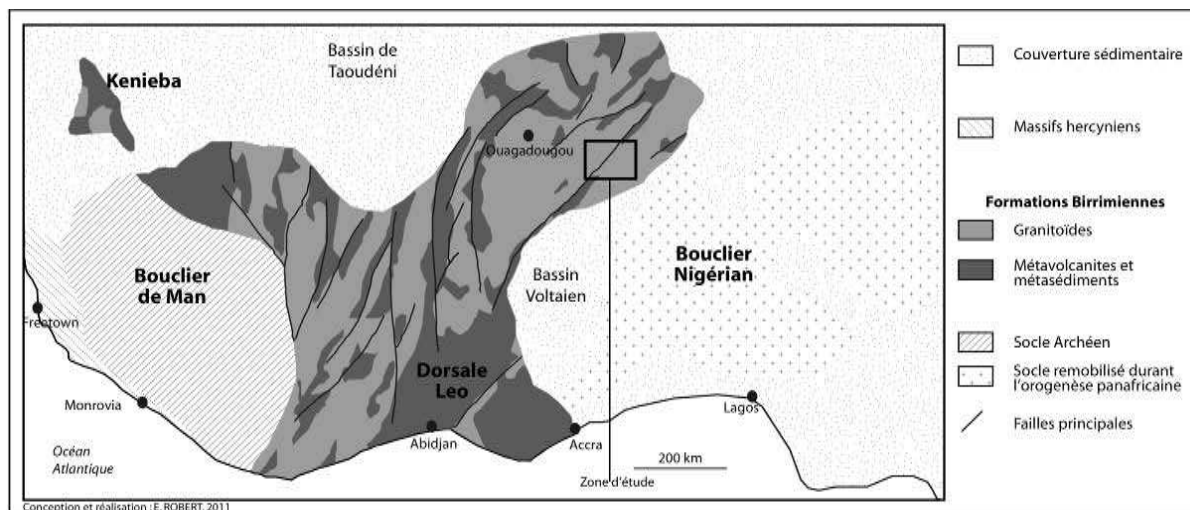 Bassin de
Taoudéni
Kenieba
Ouagadougou
Bouclier
de Man
Bouclier
Nigérian
Bassin
Voltaien
Freetown
Dorsale
Leo
Monrovia
Abidjan
Accra
Lagos
Océan
Atlantique
200 km
Zone d'étude
Conception et réalisation : E. ROBERT, 2011
Couverture sédimentaire
Massifs hercyniens
Formations Birrimiennes
Granitoïdes
Métavolcanites et
métasédiments
Socle Archéen
Socle remobilisé durant
l'orogenèse panafricaine
Failles principales